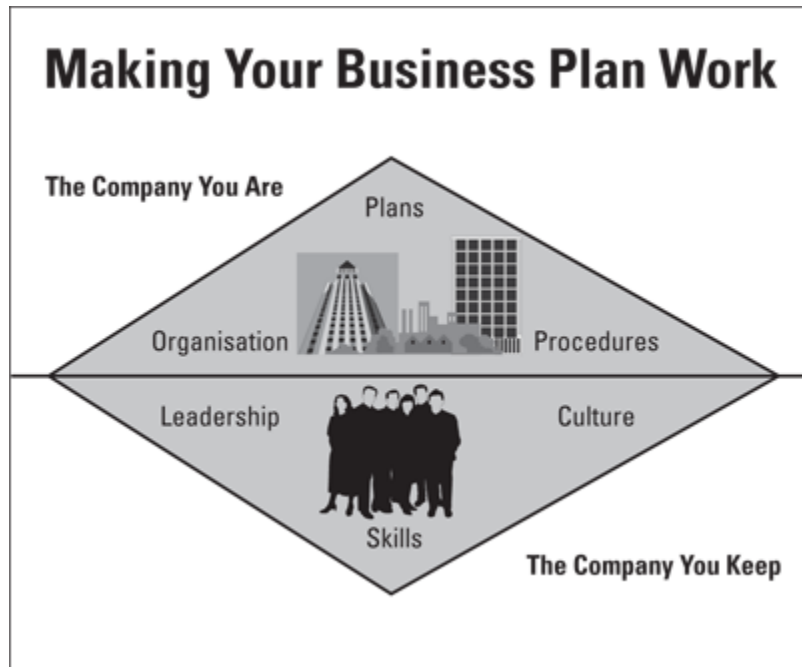 Making Your Business Plan Work
The Company You Are
Plans
Organisation
Procedures
Leadership
Culture
Skills
The Company You Keep